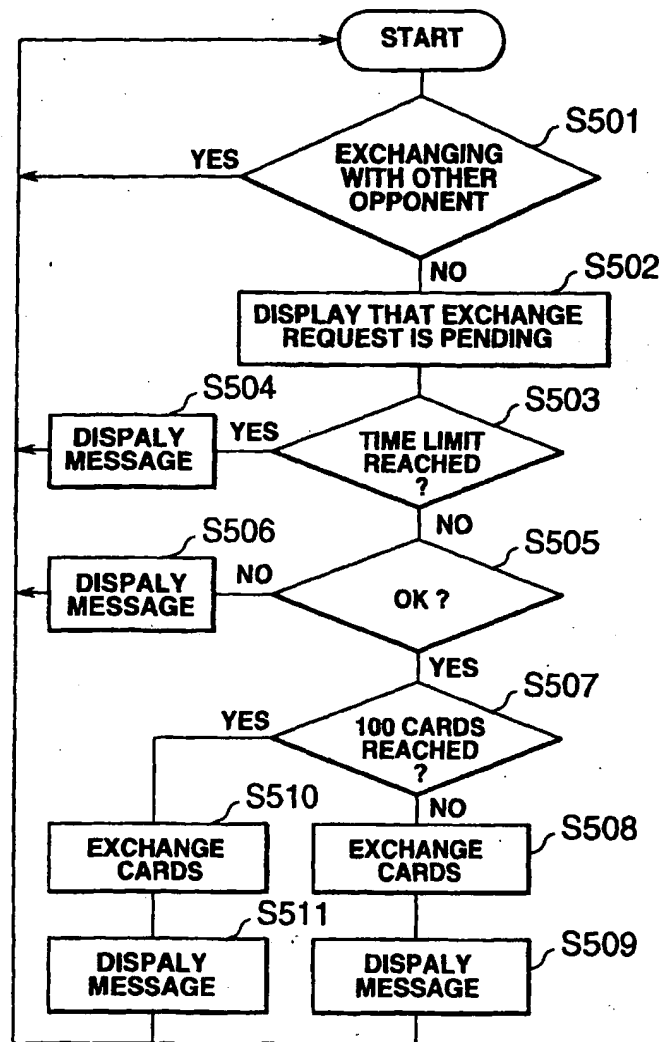 START
S501
YES
EXCHANGING
WITH OTHER
OPPONENT
NO
S502
DISPLAY THAT EXCHANGE
REQUEST IS PENDING
S504
S503
DISPALY
MESSAGE
YES
TIME LIMIT
REACHED
?
NO
S506
S505
DISPALY
MESSAGE
NO
OK ?
YES
S507
YES
100 CARDS
REACHED
?
NO
S510
S508
EXCHANGE
CARDS
EXCHANGE
CARDS
S511
S509
DISPALY
MESSAGE
DISPALY
MESSAGE